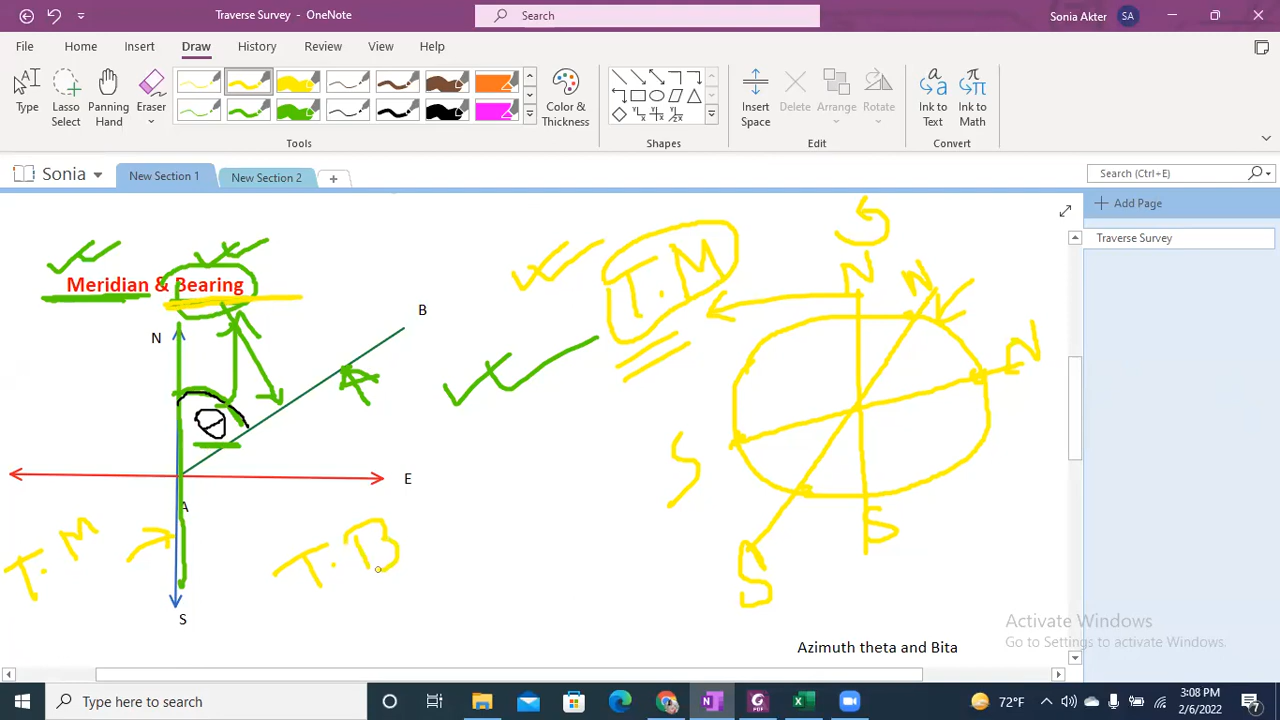 Traverse Survey - OneNote
Search
Sonia Akter SA
File Home Insert Draw History Review View Help
Type
Lasso Select
Panning Hand
Eraser
Color & Thickness
Insert Space
Delete
Arrange
Rotate
Ink to Text
Ink to Math
Tools
Shapes
Edit
Convert
Sonia
New Section 1
New Section 2
Search (Ctrl+E)
Add Page
Traverse Survey
Meridian & Bearing
N
B
E
A
S
T.M
T.B
T.M
N
N
N
S
S
S
Azimuth theta and Bita
Activate Windows
Go to Settings to activate Windows.
Type here to search
72°F
3:08 PM
2/6/2022
7